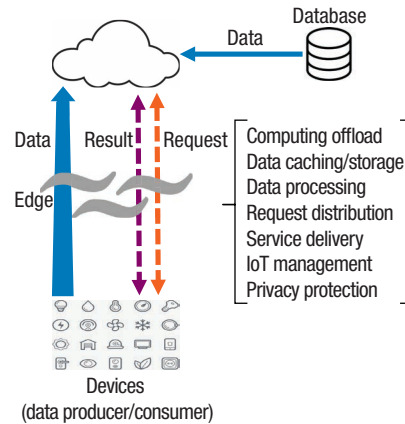 Database
Data
Data
Result
Request
Edge
Computing offload
Data caching/storage
Data processing
Request distribution
Service delivery
IoT management
Privacy protection
Devices
(data producer/consumer)